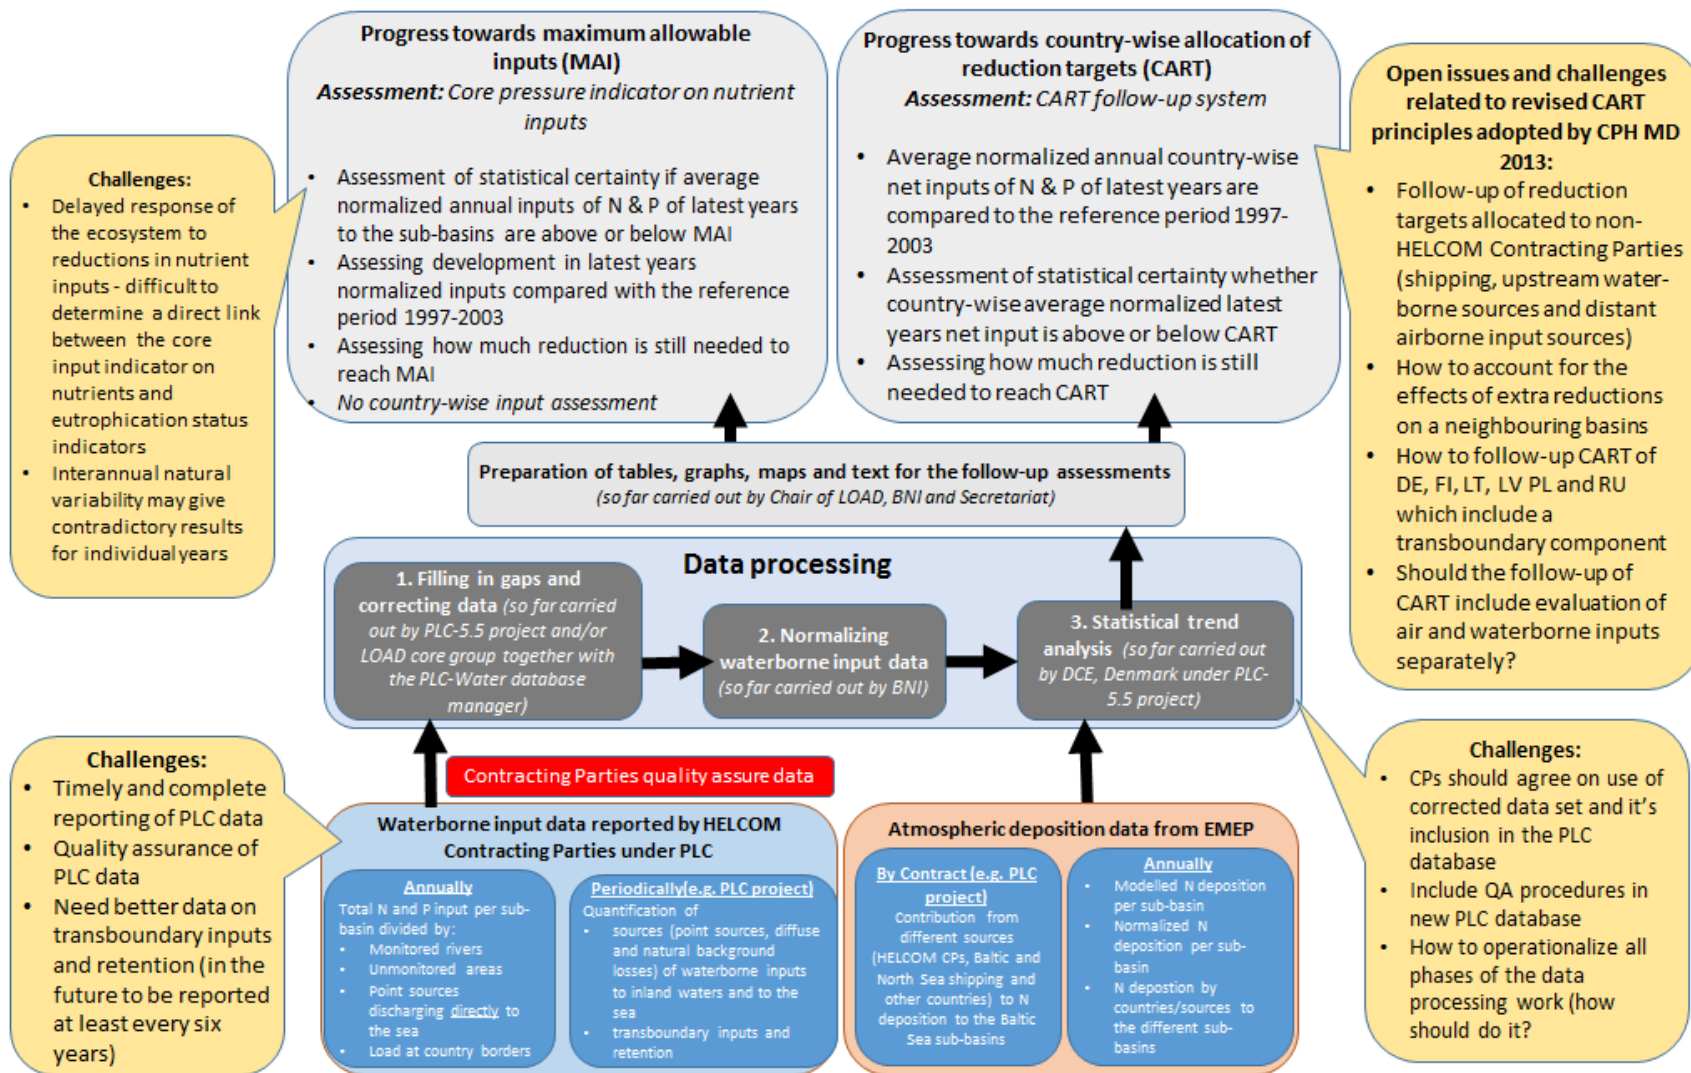 Progress towards maximum allowable
inputs (MAI)
Assessment: Core pressure indicator on nutrient
inputs
• Assessment of statistical certainty if average
normalized annual inputs of N & P of latest years
to the sub-basins are above or below MAI
• Assessing development in latest years
normalized inputs compared with the reference
period 1997-2003
• Assessing how much reduction is still needed to
reach MAI
• No country-wise input assessment
Progress towards country-wise allocation of
reduction targets (CART)
Assessment: CART follow-up system
• Average normalized annual country-wise
net inputs of N & P of latest years are
compared to the reference period 1997-
2003
• Assessment of statistical certainty whether
country-wise average normalized latest
years net input is above or below CART
• Assessing how much reduction is still
needed to reach CART
Open issues and challenges
related to revised CART
principles adopted by CPH MD
2013:
• Follow-up of reduction
targets allocated to non-
HELCOM Contracting Parties
(shipping, upstream water-
borne sources and distant
airborne input sources)
• How to account for the
effects of extra reductions
on a neighbouring basins
• How to follow-up CART of
DE, FI, LT, LV PL and RU
which include a
transboundary component
• Should the follow-up of
CART include evaluation of
air and waterborne inputs
separately?
Challenges:
• Delayed response of
the ecosystem to
reductions in nutrient
inputs - difficult to
determine a direct link
between the core
input indicator on
nutrients and
eutrophication status
indicators
• Interannual natural
variability may give
contradictory results
for individual years
Preparation of tables, graphs, maps and text for the follow-up assessments
(so far carried out by Chair of LOAD, BNI and Secretariat)
Data processing
1. Filling in gaps and
correcting data (so far carried
out by PLC-5.5 project and/or
LOAD core group together with
the PLC-Water database
manager)
2. Normalizing
waterborne input data
(so far carried out by BNI)
3. Statistical trend
analysis (so far carried out
by DCE, Denmark under PLC-
5.5 project)
Contracting Parties quality assure data
Challenges:
• Timely and complete
reporting of PLC data
• Quality assurance of
PLC data
• Need better data on
transboundary inputs
and retention (in the
future to be reported
at least every six
years)
Waterborne input data reported by HELCOM
Contracting Parties under PLC
Annually
Total N and P input per sub-
basin divided by:
• Monitored rivers
• Unmonitored areas
• Point sources
discharging directly to
the sea
• Load at country borders
Periodically(e.g. PLC project)
Quantification of
• sources (point sources, diffuse
and natural background
losses) of waterborne inputs
to inland waters and to the
sea
• transboundary inputs and
retention
Atmospheric deposition data from EMEP
By Contract (e.g. PLC
project)
Contribution from
different sources
(HELCOM CPs, Baltic and
North Sea shipping and
other countries) to N
deposition to the Baltic
Sea sub-basins
Annually
• Modelled N deposition
per sub-basin
• Normalized N
deposition per sub-
basin
• N depostion by
countries/sources to
the different sub-
basins
Challenges:
• CPs should agree on use of
corrected data set and it's
inclusion in the PLC
database
• Include QA procedures in
new PLC database
• How to operationalize all
phases of the data
processing work (how
should do it?